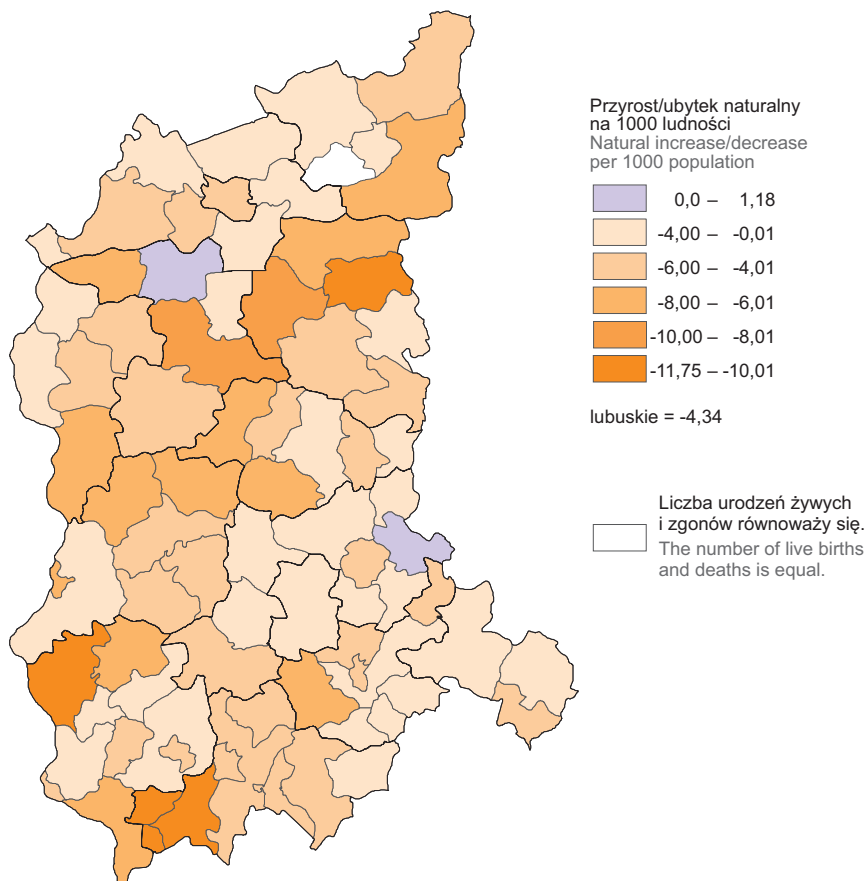 Przyrost/ubytek naturalny
na 1000 ludności
Natural increase/decrease
per 1000 population
0,0 – 1,18
-4,00 – -0,01
-6,00 – -4,01
-8,00 – -6,01
-10,00 – -8,01
-11,75 – -10,01
lubuskie = -4,34
Liczba urodzeń żywych
i zgonów równoważy się.
The number of live births
and deaths is equal.